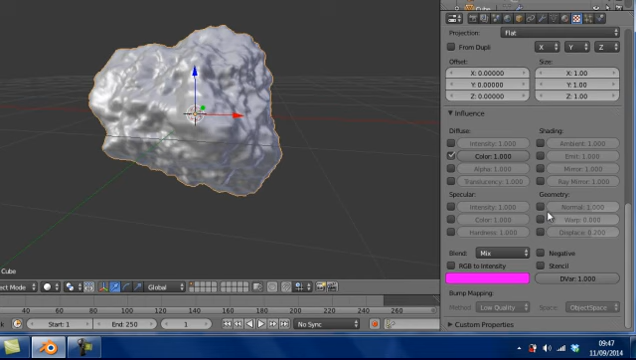 Cube
Projection: Flat
From Dupli X Y Z
Offset: Size:
X: 0.00000 X: 1.00
Y: 0.00000 Y: 1.00
Z: 0.00000 Z: 1.00
Influence
Diffuse: Shading:
Intensity: 1.000 Ambient: 1.000
Color: 1.000 Emit: 1.000
Alpha: 1.000 Mirror: 1.000
Translucency: 1.000 Ray Mirror: 1.000
Specular: Geometry:
Intensity: 1.000 Normal: 1.000
Color: 1.000 Warp: 0.000
Hardness: 1.000 Displace: 0.200
Blend: Mix Negative
RGB to Intensity Stencil
DVar: 1.000
Bump Mapping:
Method: Low Quality Space: ObjectSpace
Custom Properties
Cube
ect Mode Global
40 60 80 100 120 140 160 180 200 220 240 260
Start: 1 End: 250 1 No Sync
09:47
11/09/2014